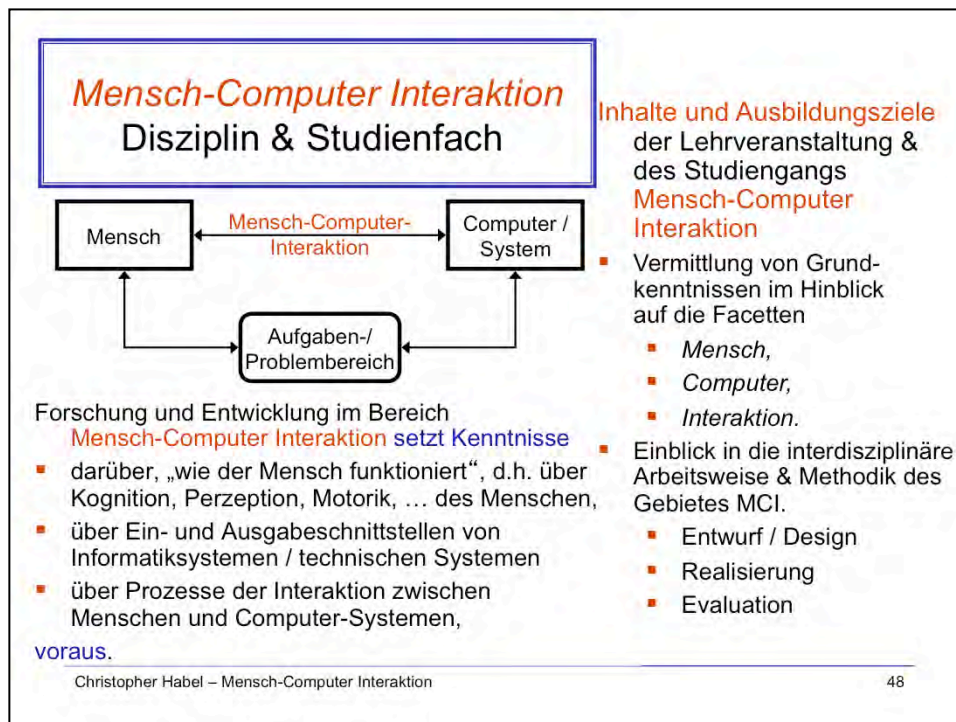 Mensch-Computer Interaktion
Disziplin & Studienfach
Mensch
Mensch-Computer-
Interaktion
Computer /
System
Aufgaben-/
Problembereich
Forschung und Entwicklung im Bereich
Mensch-Computer Interaktion setzt Kenntnisse
▪ darüber, „wie der Mensch funktioniert“, d.h. über
Kognition, Perzeption, Motorik, … des Menschen,
▪ über Ein- und Ausgabeschnittstellen von
Informatiksystemen / technischen Systemen
▪ über Prozesse der Interaktion zwischen
Menschen und Computer-Systemen,
voraus.
Inhalte und Ausbildungsziele
der Lehrveranstaltung &
des Studiengangs
Mensch-Computer
Interaktion
▪ Vermittlung von Grund-
kenntnissen im Hinblick
auf die Facetten
▪ Mensch,
▪ Computer,
▪ Interaktion.
▪ Einblick in die interdisziplinäre
Arbeitsweise & Methodik des
Gebietes MCI.
▪ Entwurf / Design
▪ Realisierung
▪ Evaluation
Christopher Habel – Mensch-Computer Interaktion
48